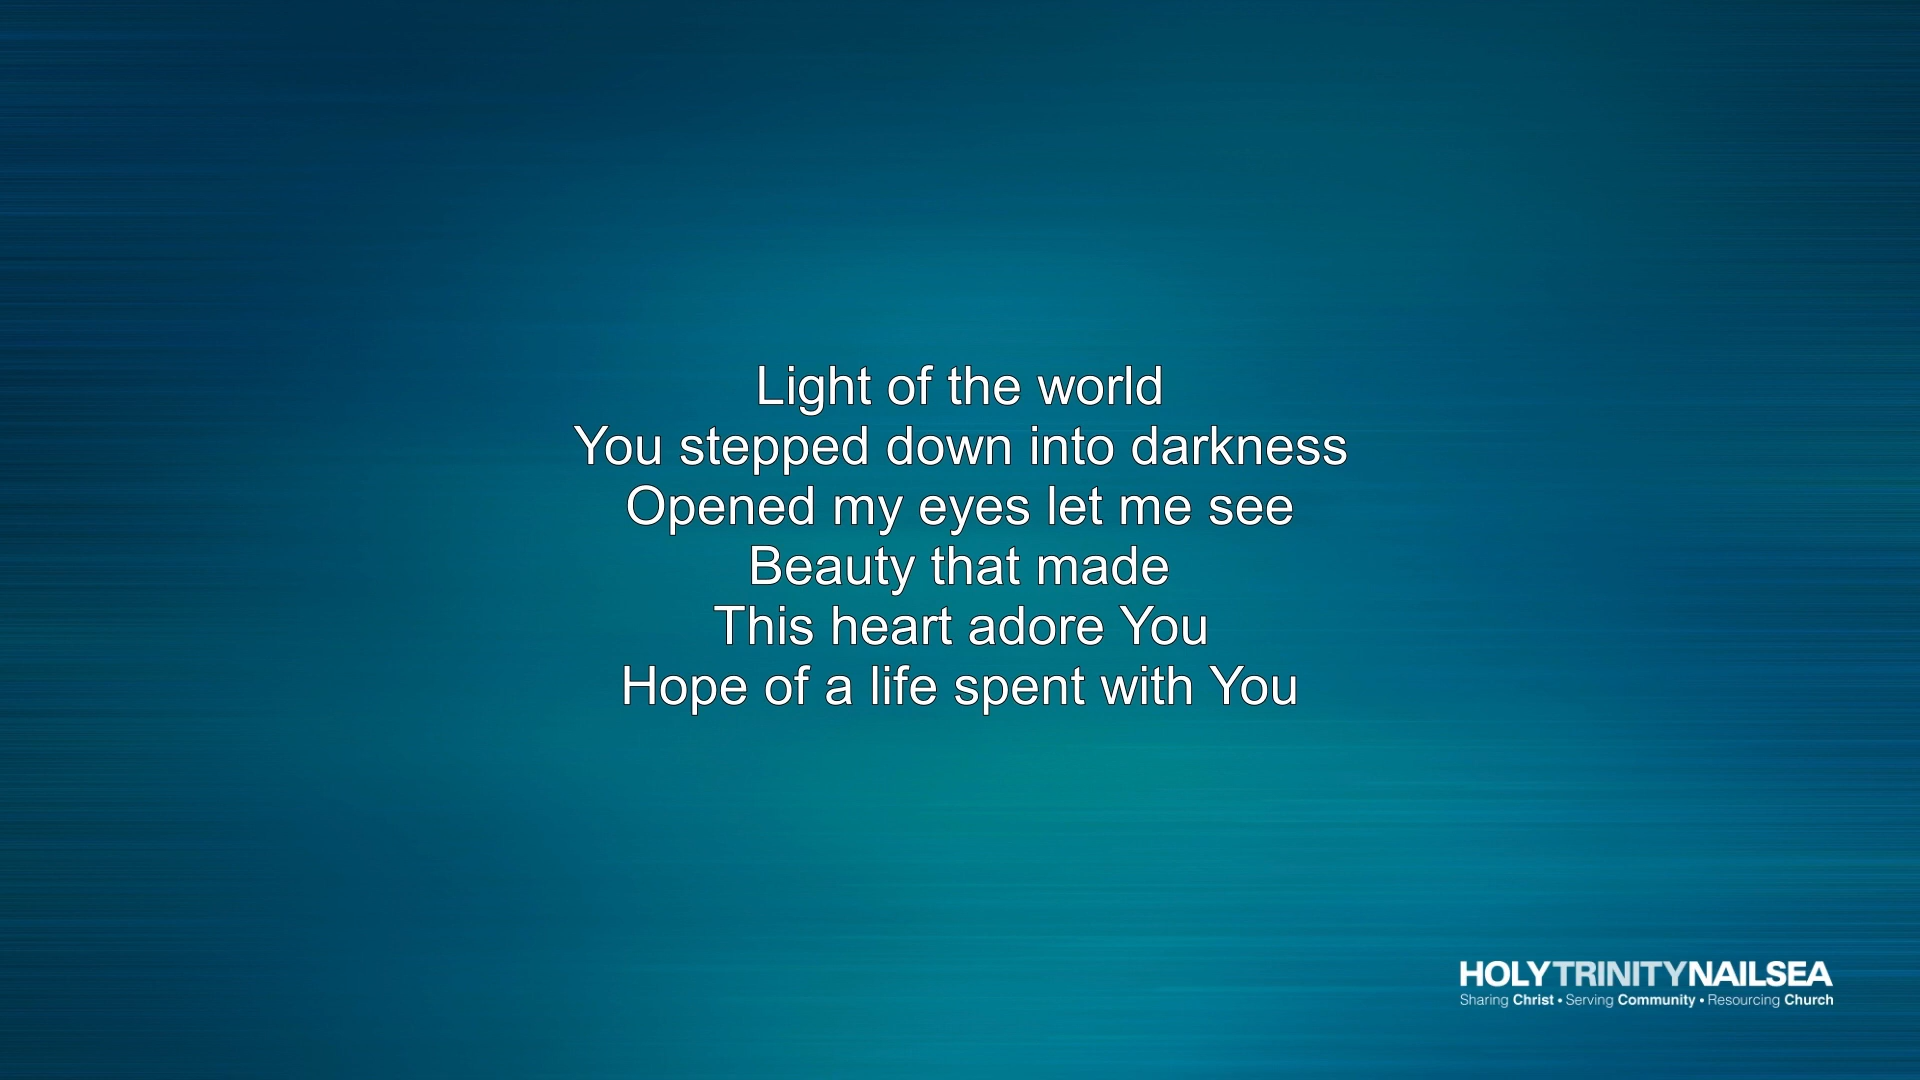 Light of the world
You stepped down into darkness
Opened my eyes let me see
Beauty that made
This heart adore You
Hope of a life spent with You
HOLYTRINITYNAILSEA
Sharing Christ • Serving Community • Resourcing Church